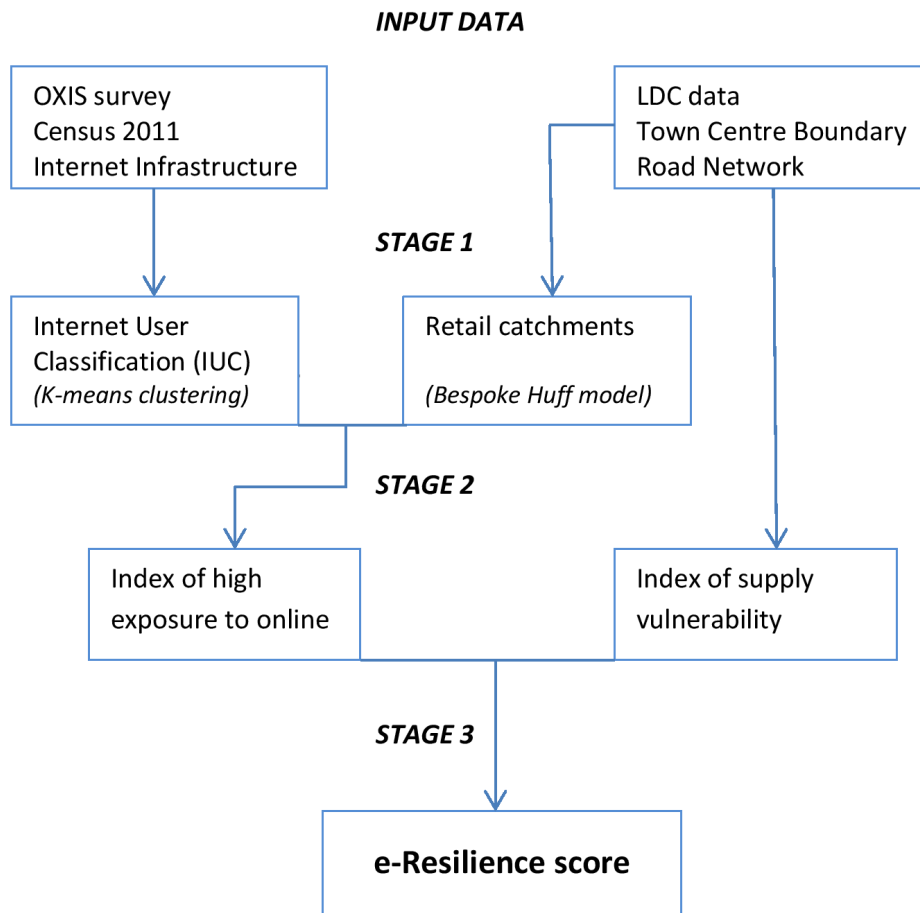 INPUT DATA
OXIS survey
Census 2011
Internet Infrastructure
LDC data
Town Centre Boundary
Road Network
STAGE 1
Internet User
Classification (IUC)
(K-means clustering)
Retail catchments
(Bespoke Huff model)
STAGE 2
Index of high
exposure to online
Index of supply
vulnerability
STAGE 3
e-Resilience score